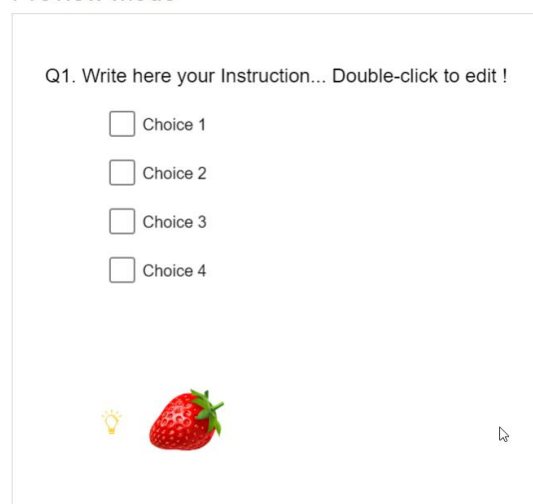 Q1. Write here your Instruction... Double-click to edit !
Choice 1
Choice 2
Choice 3
Choice 4